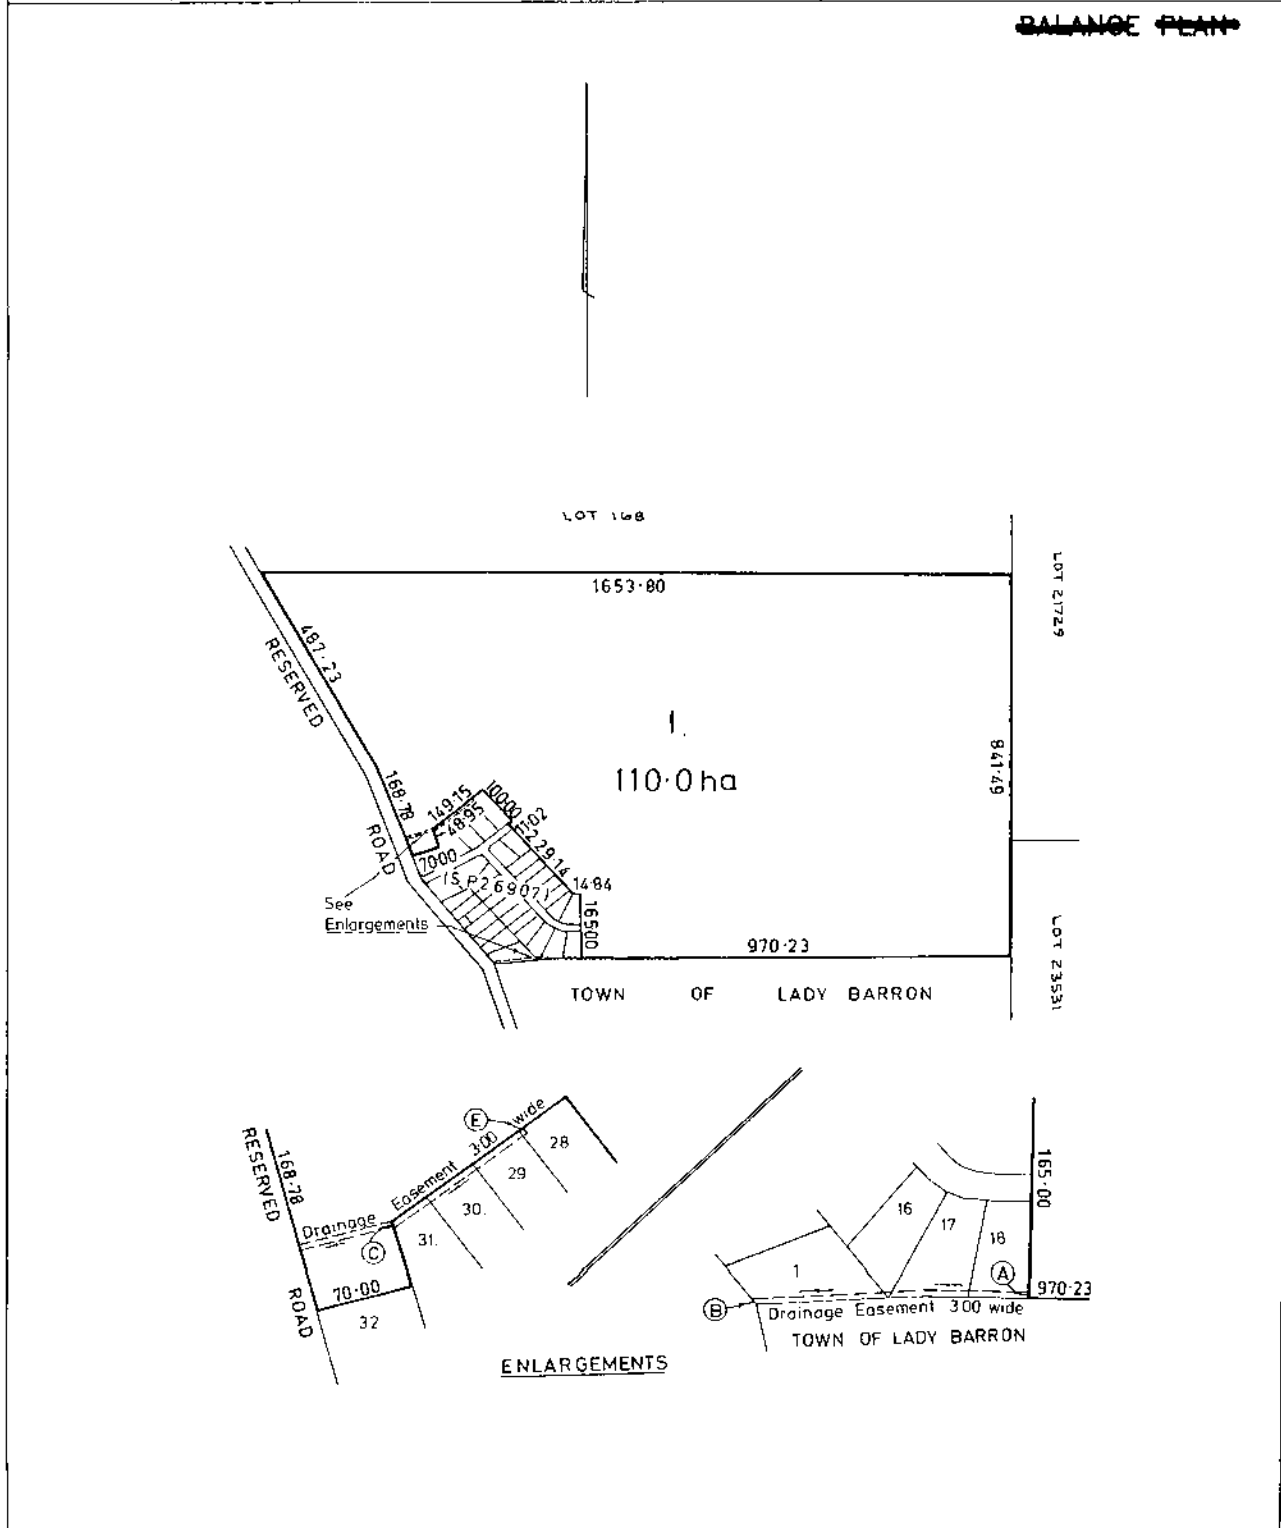 BALANCE PLAN
LOT 168
1653·80
LOT 21729
487·23
RESERVED
1.
110·0ha
841·49
168·78
149·15
100·00
48·95
11·02
229·14
ROAD
70·00
(S.P.26907)
14·84
See
Enlargements
165·00
970·23
LOT 23531
TOWN OF LADY BARRON
RESERVED
168·78
E
Drainage Easement 3·00 wide
28
29
30.
31.
C
70·00
ROAD
32
165·00
16
17
18
1
A
970·23
B
Drainage Easement 3·00 wide
TOWN OF LADY BARRON
ENLARGEMENTS